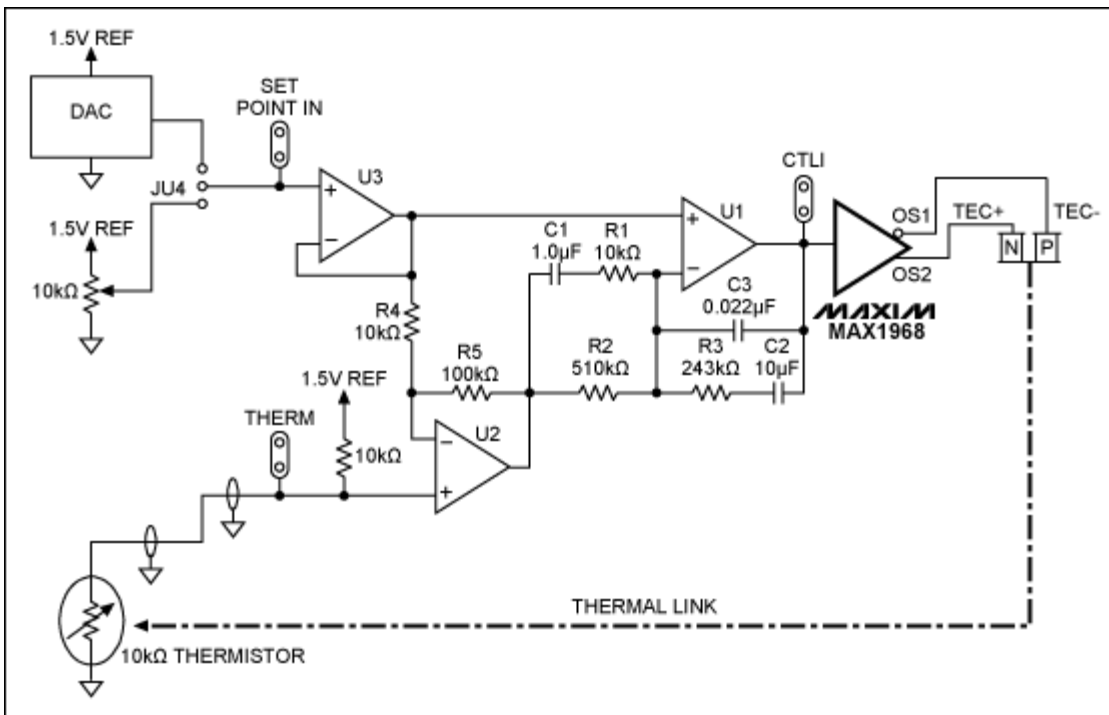 1.5V REF
DAC
SET
POINT IN
JU4
1.5V REF
10kΩ
U3
+
−
R4
10kΩ
C1
1.0µF
R1
10kΩ
U1
+
−
CTLI
OS1
OS2
TEC+
TEC-
N
P
MAXIM
MAX1968
C3
0.022µF
R5
100kΩ
R2
510kΩ
R3
243kΩ
C2
10µF
1.5V REF
10kΩ
THERM
U2
−
+
THERMAL LINK
10kΩ THERMISTOR